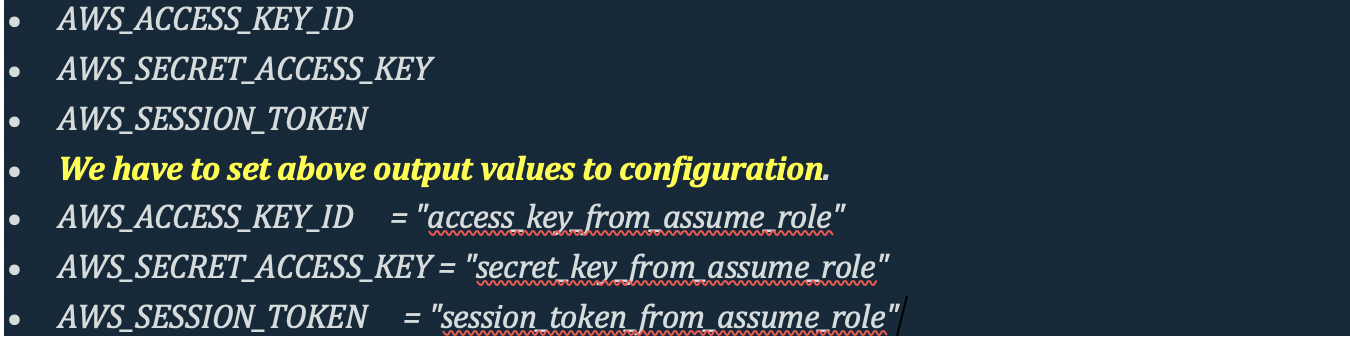 • AWS_ACCESS_KEY_ID
• AWS_SECRET_ACCESS_KEY
• AWS_SESSION_TOKEN
• We have to set above output values to configuration.
• AWS_ACCESS_KEY_ID = "access_key_from_assume_role"
• AWS_SECRET_ACCESS_KEY = "secret_key_from_assume_role"
• AWS_SESSION_TOKEN = "session_token_from_assume_role"